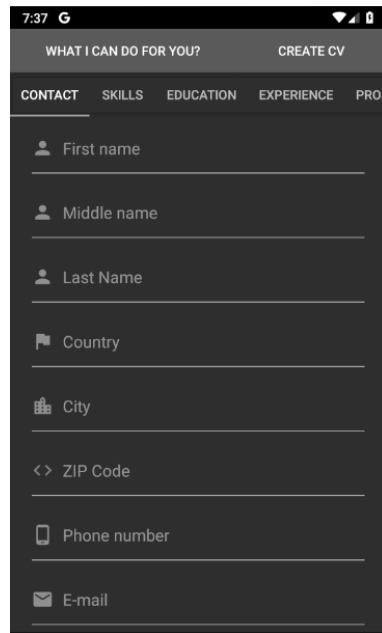 7:37 G
WHAT I CAN DO FOR YOU? CREATE CV
CONTACT SKILLS EDUCATION EXPERIENCE PRO
First name
Middle name
Last Name
Country
City
ZIP Code
Phone number
E-mail